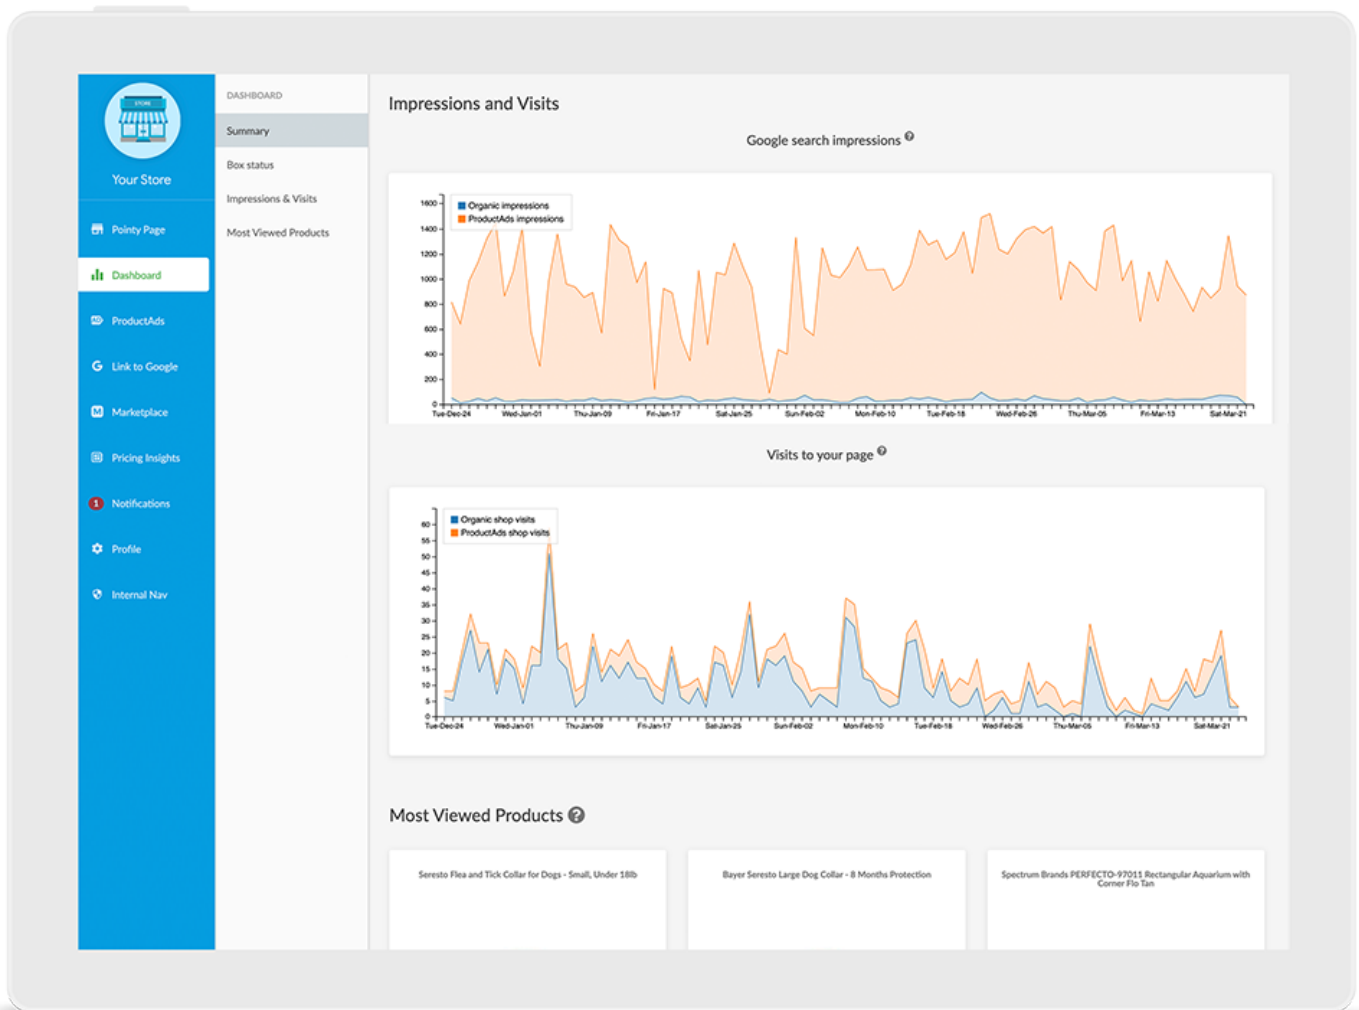 STORE
Your Store
Pointy Page
Dashboard
AD
ProductAds
G
Link to Google
M
Marketplace
Pricing Insights
1
Notifications
Profile
Internal Nav
DASHBOARD
Summary
Box status
Impressions & Visits
Most Viewed Products
Impressions and Visits
Google search impressions ?
Organic impressions
ProductAds impressions
1600
1400
1200
1000
800
600
400
200
0
Tue-Dec-24 Wed-Jan-01 Thu-Jan-09 Fri-Jan-17 Sat-Jan-25 Sun-Feb-02 Mon-Feb-10 Tue-Feb-18 Wed-Feb-26 Thu-Mar-05 Fri-Mar-13 Sat-Mar-21
Visits to your page ?
Organic shop visits
ProductAds shop visits
60
55
50
45
40
35
30
25
20
15
10
5
0
Tue-Dec-24 Wed-Jan-01 Thu-Jan-09 Fri-Jan-17 Sat-Jan-25 Sun-Feb-02 Mon-Feb-10 Tue-Feb-18 Wed-Feb-26 Thu-Mar-05 Fri-Mar-13 Sat-Mar-21
Most Viewed Products ?
Seresto Flea and Tick Collar for Dogs - Small, Under 18lb
Bayer Seresto Large Dog Collar - 8 Months Protection
Spectrum Brands PERFECTO-97011 Rectangular Aquarium with
Corner Flo Tan